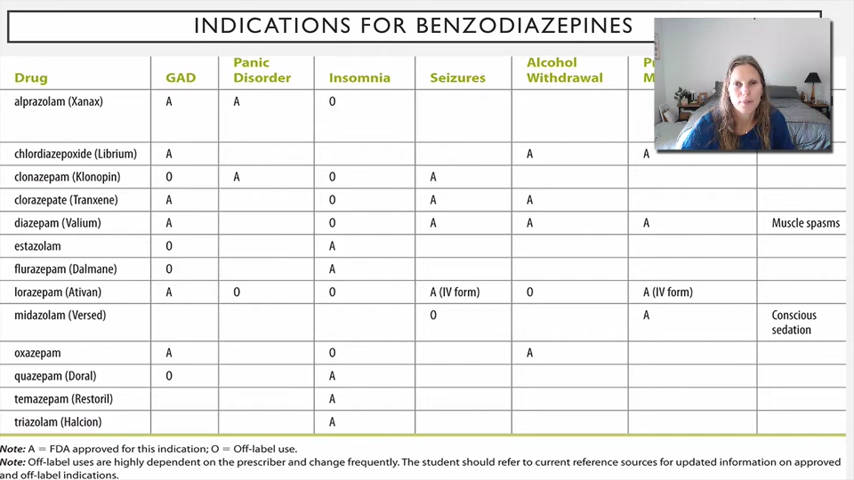 INDICATIONS FOR BENZODIAZEPINES
Drug GAD Panic Disorder Insomnia Seizures Alcohol Withdrawal
alprazolam (Xanax) A A O
chlordiazepoxide (Librium) A A A
clonazepam (Klonopin) O A O A
clorazepate (Tranxene) A O A A
diazepam (Valium) A O A A A Muscle spasms
estazolam O A
flurazepam (Dalmane) O A
lorazepam (Ativan) A O O A (IV form) O A (IV form)
midazolam (Versed) O A Conscious sedation
oxazepam A O A
quazepam (Doral) O A
temazepam (Restoril) A
triazolam (Halcion) A
Note: A = FDA approved for this indication; O = Off-label use.
Note: Off-label uses are highly dependent on the prescriber and change frequently. The student should refer to current reference sources for updated information on approved
and off-label indications.